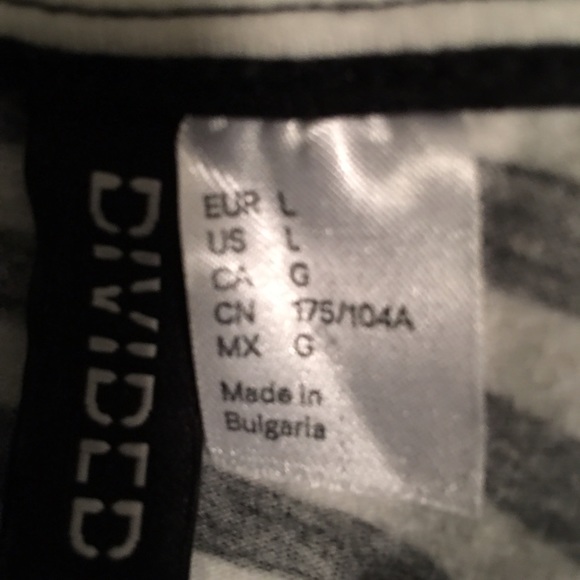 DIVIDED
EUR L
US L
CA G
CN 175/104A
MX G
Made in
Bulgaria